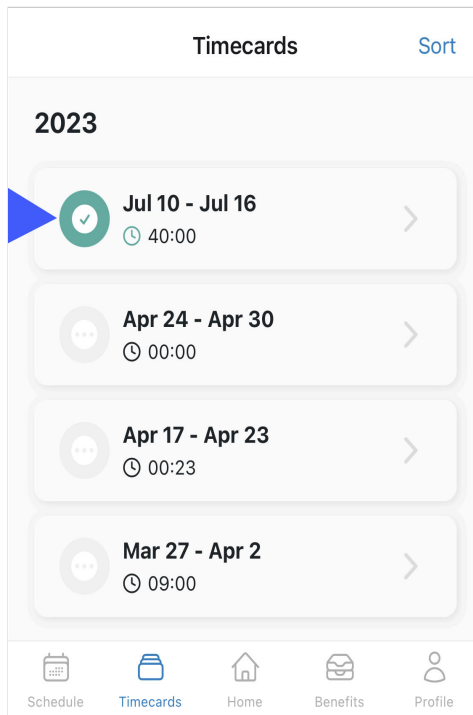 Timecards
Sort
2023
Jul 10 - Jul 16
40:00
Apr 24 - Apr 30
00:00
Apr 17 - Apr 23
00:23
Mar 27 - Apr 2
09:00
Schedule Timecards Home Benefits Profile